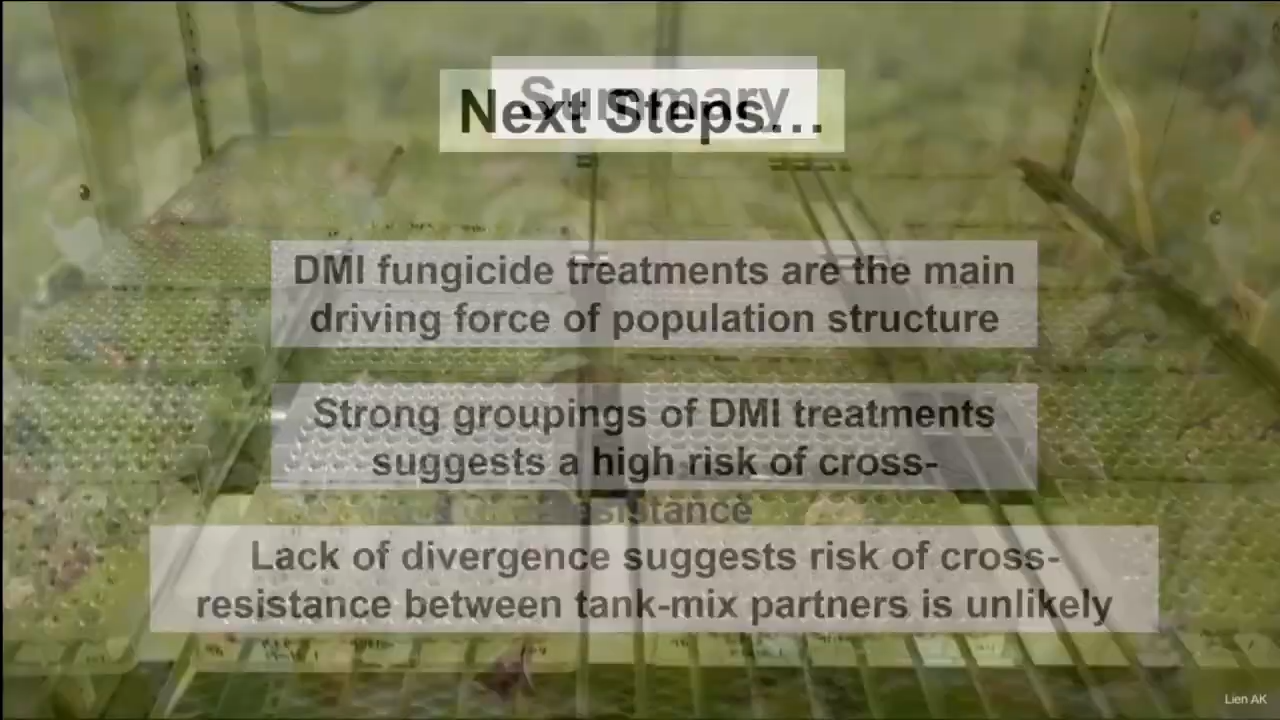 Summary
Next Steps...
DMI fungicide treatments are the main
driving force of population structure
Strong groupings of DMI treatments
suggests a high risk of cross-
resistance
Lack of divergence suggests risk of cross-
resistance between tank-mix partners is unlikely
Lien AK